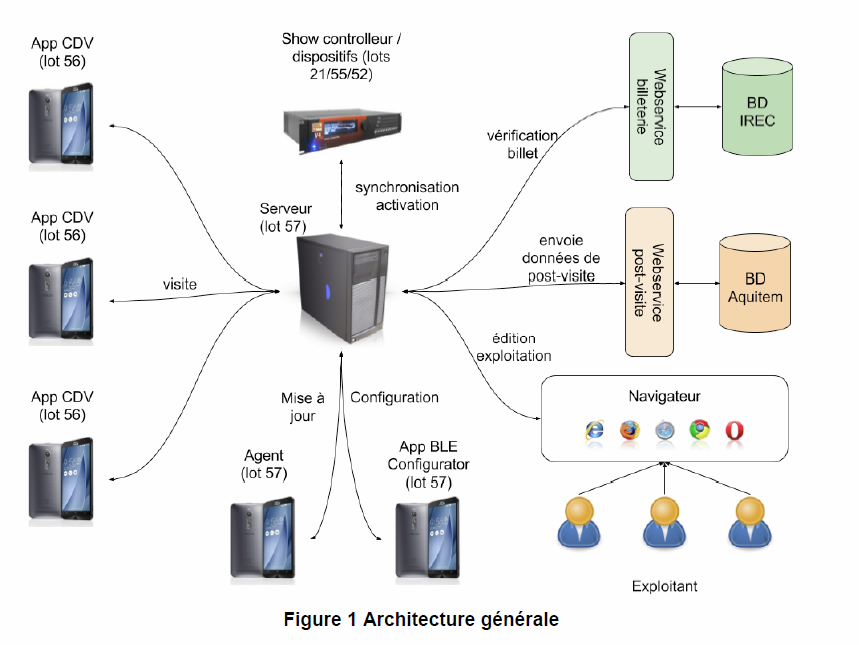 App CDV
(lot 56)
Show controlleur /
dispositifs (lots
21/55/52)
Webservice
billeterie
BD
IREC
vérification
billet
synchronisation
activation
App CDV
(lot 56)
Serveur
(lot 57)
visite
envoie
données de
post-visite
Webservice
post-visite
BD
Aquitem
édition
exploitation
App CDV
(lot 56)
Mise à
jour
Configuration
Navigateur
Agent
(lot 57)
App BLE
Configurator
(lot 57)
Exploitant
Figure 1 Architecture générale